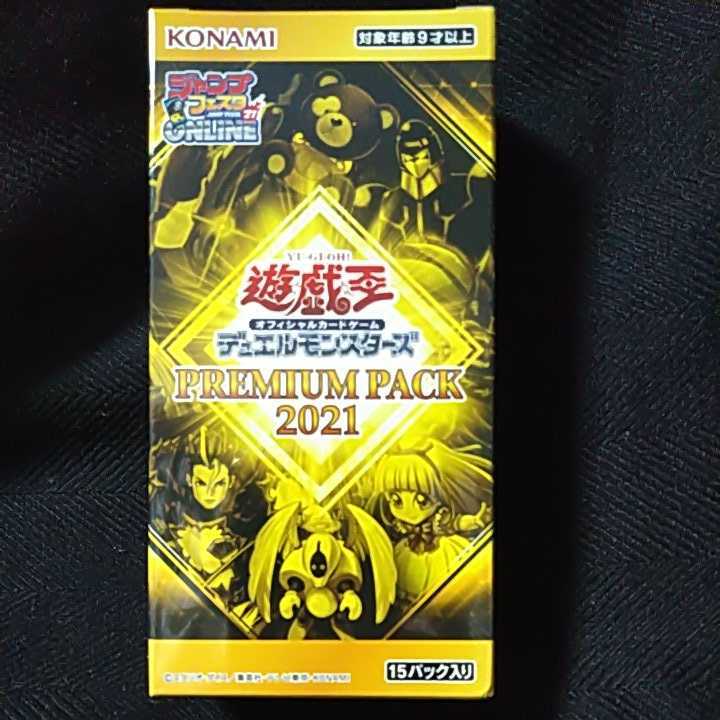 KONAMI
対象年齢9才以上
ジャンプ
フェスタ
ONLINE
YU-GI-OH!
遊戯王
オフィシャルカードゲーム
デュエルモンスターズ
PREMIUM PACK
2021
15パック入り